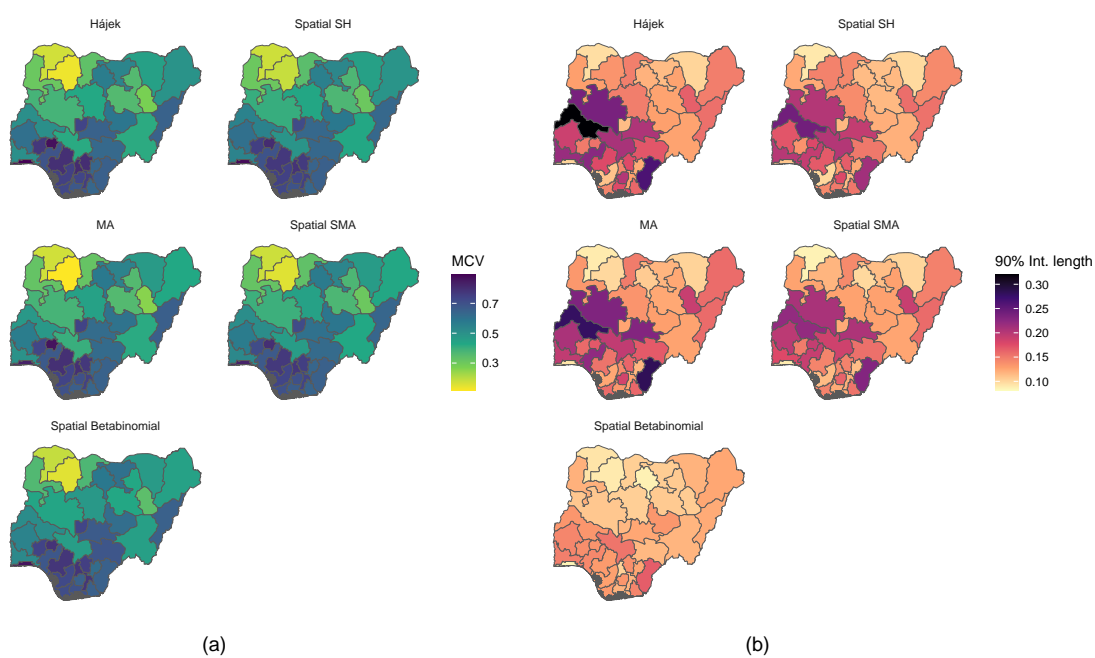 Hájek
Spatial SH
MA
Spatial SMA
Spatial Betabinomial
MCV
0.7
0.5
0.3
(a)
Hájek
Spatial SH
MA
Spatial SMA
Spatial Betabinomial
90% Int. length
0.30
0.25
0.20
0.15
0.10
(b)